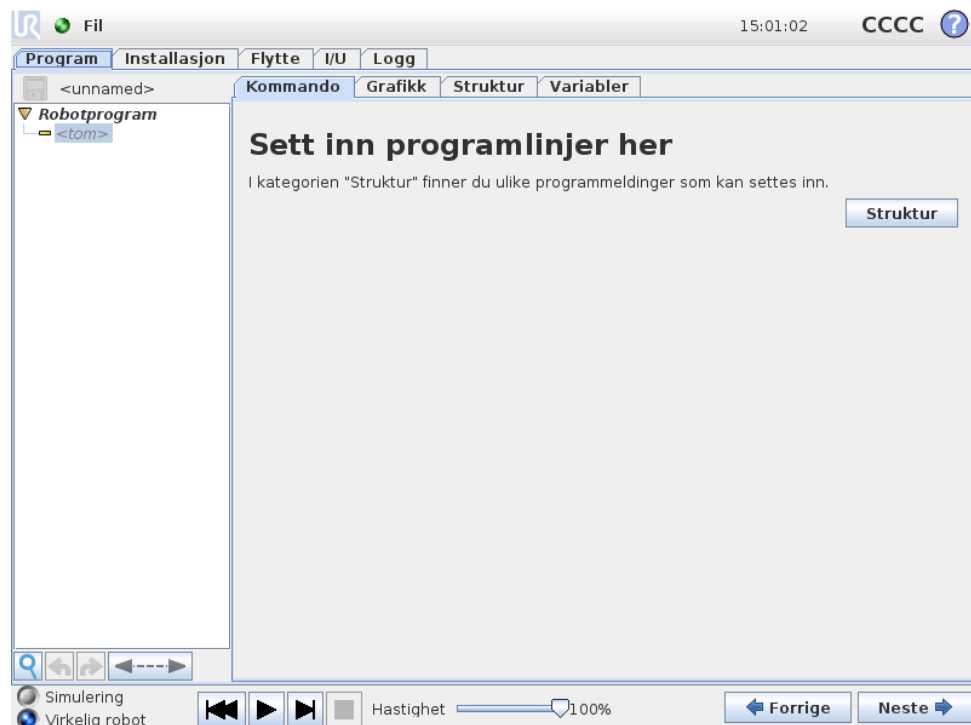 UR Fil 15:01:02 CCCC ?
Program Installasjon Flytte I/U Logg
<unnamed> Kommando Grafikk Struktur Variabler
Robotprogram
<tom>
Sett inn programlinjer her
I kategorien "Struktur" finner du ulike programmeldinger som kan settes inn.
Struktur
Simulering
Virkelig robot
Hastighet 100% Forrige Neste